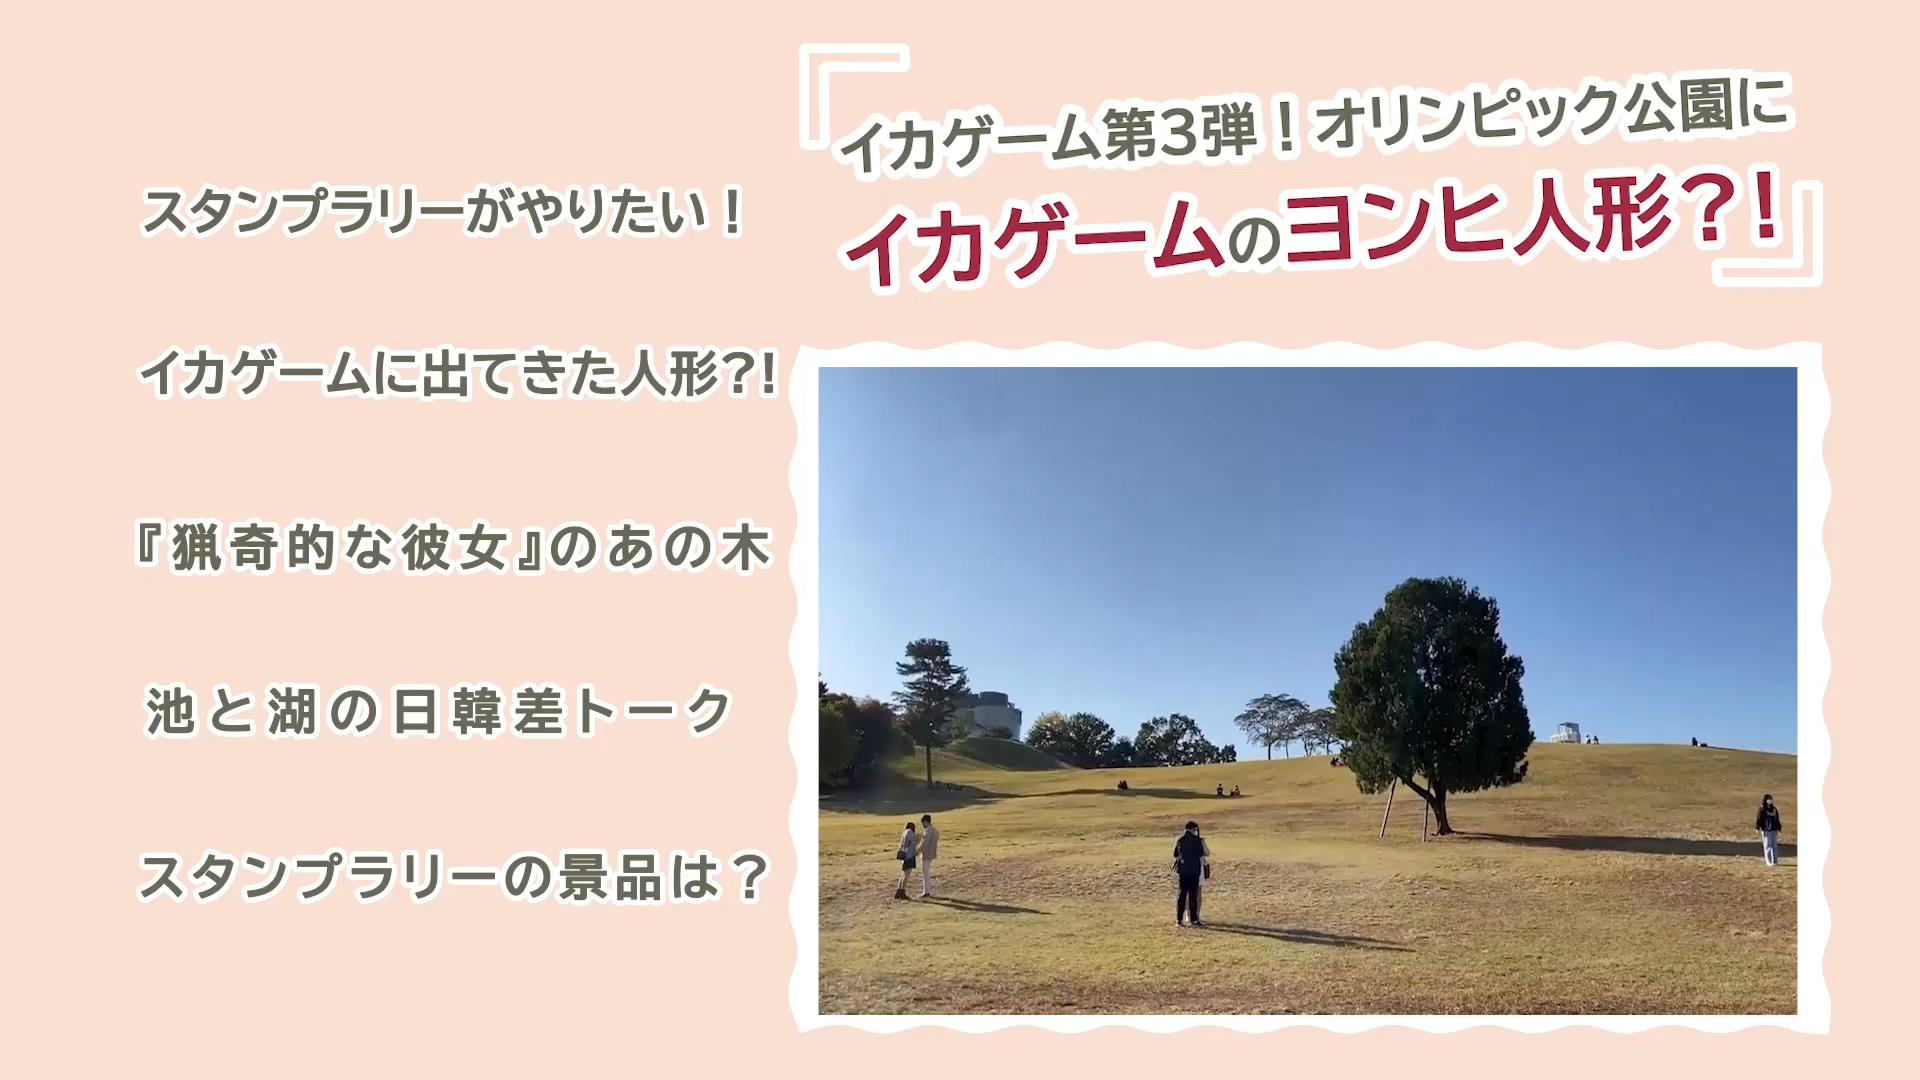 『イカゲーム第3弾！オリンピック公園に
イカゲームのヨンヒ人形?!』
スタンプラリーがやりたい！
イカゲームに出てきた人形?!
『猟奇的な彼女』のあの木
池と湖の日韓差トーク
スタンプラリーの景品は？